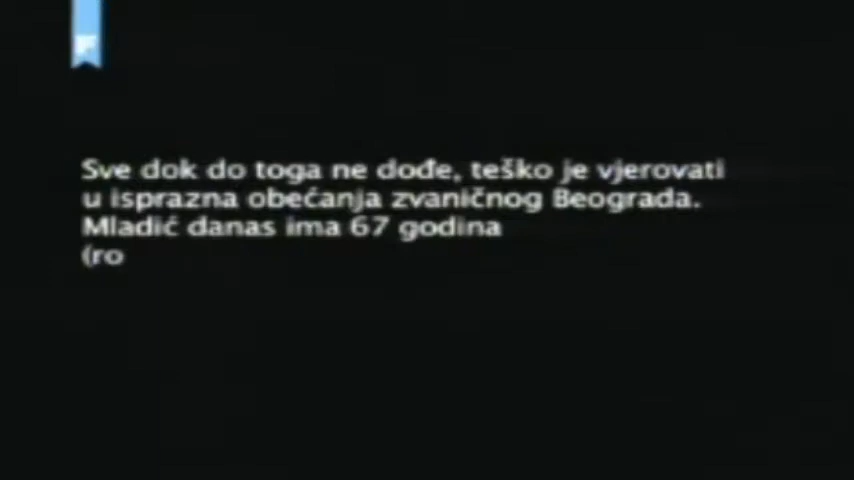 Sve dok do toga ne dođe, teško je vjerovati
u isprazna obećanja zvaničnog Beograda.
Mladić danas ima 67 godina
(ro